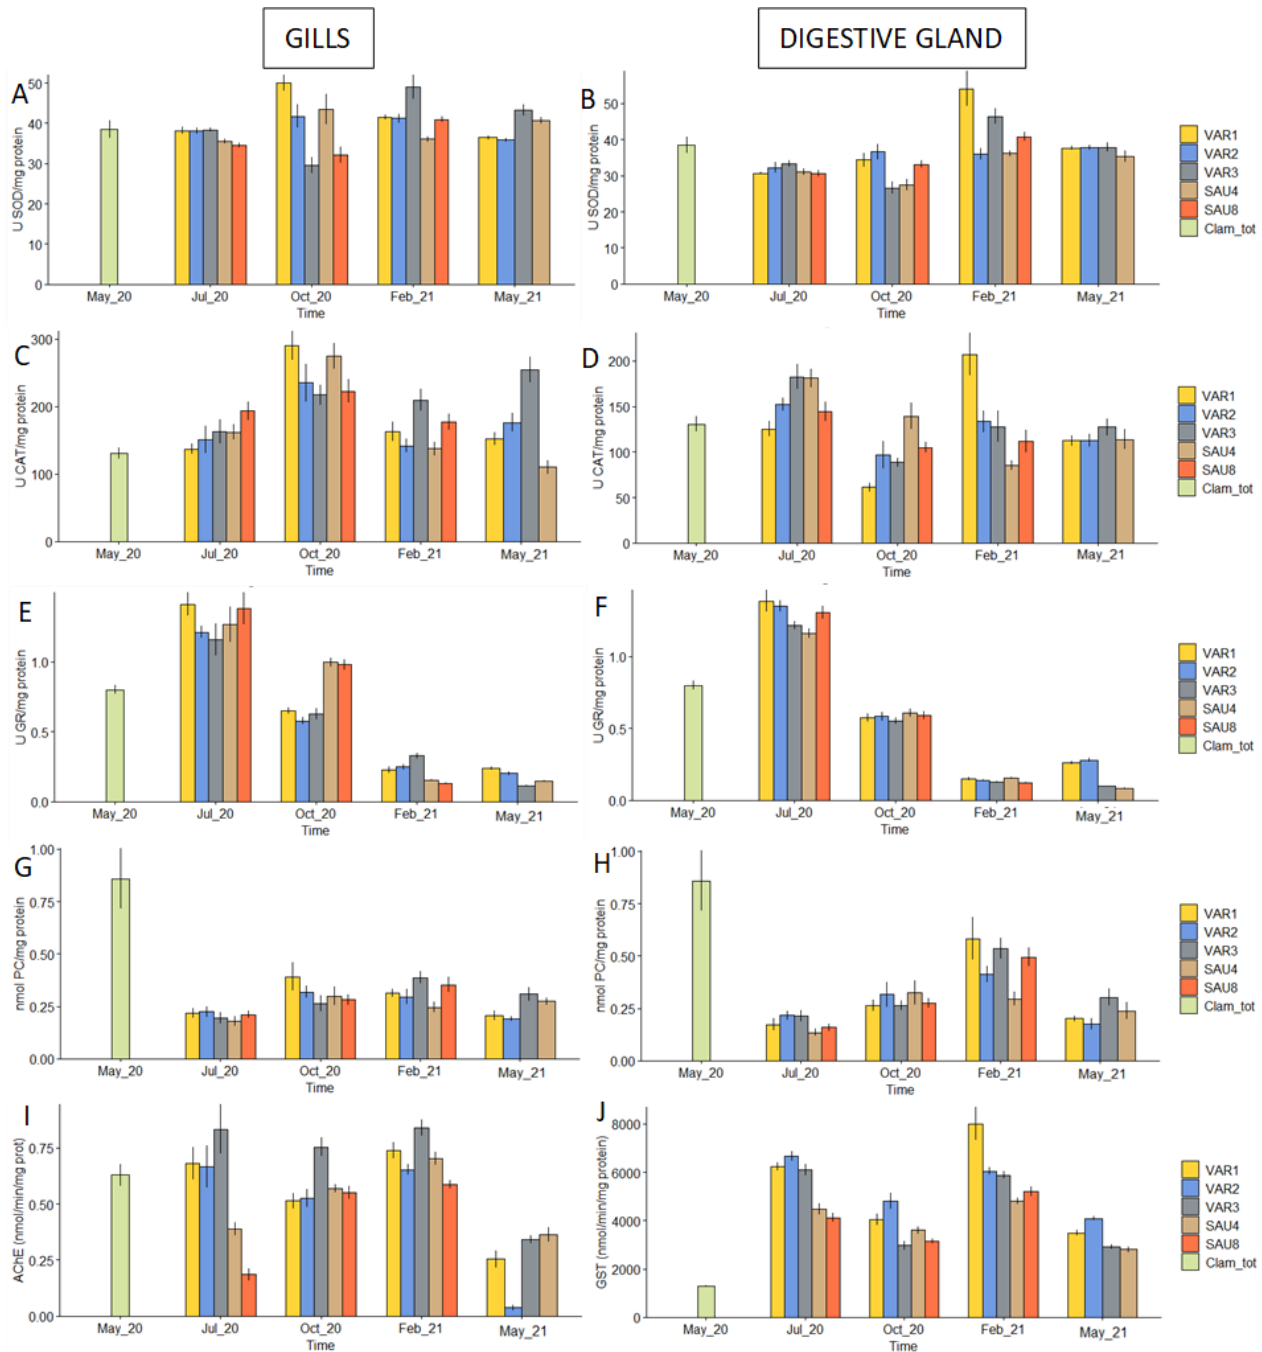 GILLS
DIGESTIVE GLAND
A
U SOD/mg protein
50
40
30
20
10
0
May_20 Jul_20 Oct_20 Feb_21 May_21
Time
B
U SOD/mg protein
50
40
30
20
10
0
May_20 Jul_20 Oct_20 Feb_21 May_21
Time
VAR1
VAR2
VAR3
SAU4
SAU8
Clam_tot
C
U CAT/mg protein
300
200
100
0
May_20 Jul_20 Oct_20 Feb_21 May_21
Time
D
U CAT/mg protein
200
150
100
50
0
May_20 Jul_20 Oct_20 Feb_21 May_21
Time
VAR1
VAR2
VAR3
SAU4
SAU8
Clam_tot
E
U GR/mg protein
1.0
0.5
0.0
May_20 Jul_20 Oct_20 Feb_21 May_21
Time
F
U GR/mg protein
1.0
0.5
0.0
May_20 Jul_20 Oct_20 Feb_21 May_21
Time
VAR1
VAR2
VAR3
SAU4
SAU8
Clam_tot
G
nmol PC/mg protein
1.00
0.75
0.50
0.25
0.00
May_20 Jul_20 Oct_20 Feb_21 May_21
Time
H
nmol PC/mg protein
1.00
0.75
0.50
0.25
0.00
May_20 Jul_20 Oct_20 Feb_21 May_21
Time
VAR1
VAR2
VAR3
SAU4
SAU8
Clam_tot
I
AChE (nmol/min/mg prot)
0.75
0.50
0.25
0.00
May_20 Jul_20 Oct_20 Feb_21 May_21
Time
J
GST (nmol/min/mg protein)
8000
6000
4000
2000
0
May_20 Jul_20 Oct_20 Feb_21 May_21
Time
VAR1
VAR2
VAR3
SAU4
SAU8
Clam_tot